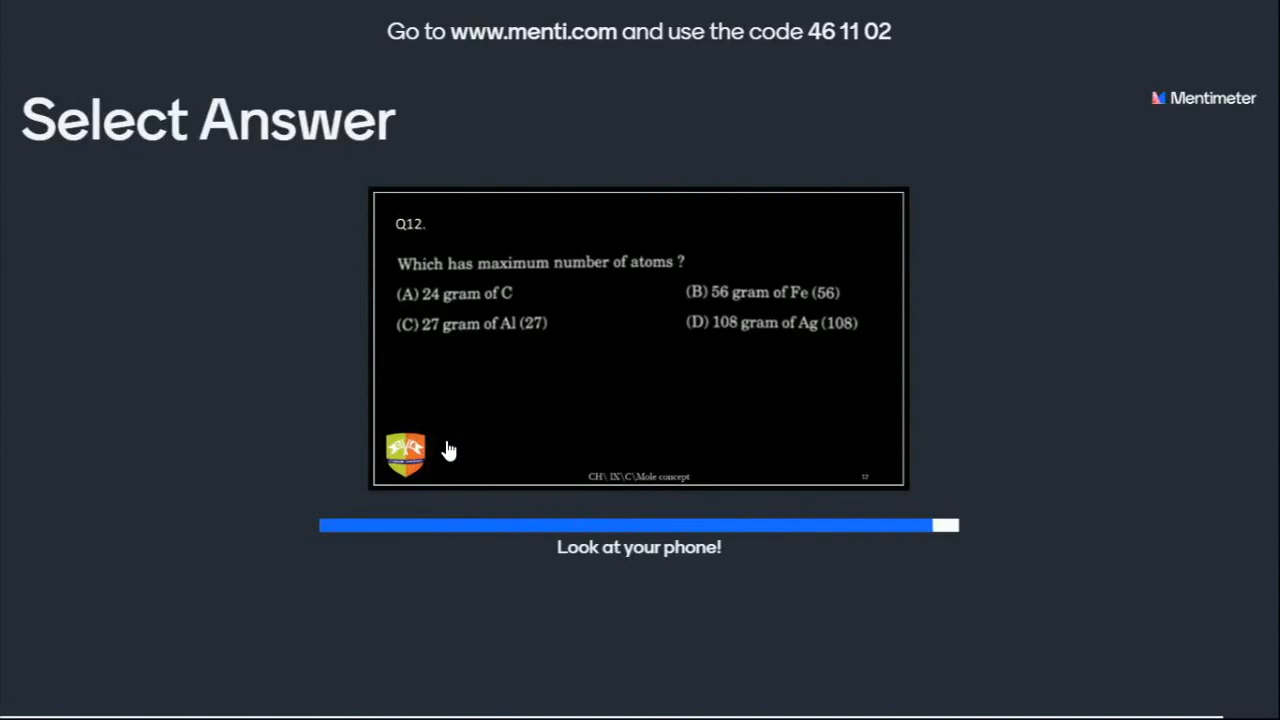 Go to www.menti.com and use the code 46 11 02
Mentimeter
Select Answer
Q12.
Which has maximum number of atoms ?
(A) 24 gram of C (B) 56 gram of Fe (56)
(C) 27 gram of Al (27) (D) 108 gram of Ag (108)
CH\ IX\C\Mole concept
Look at your phone!